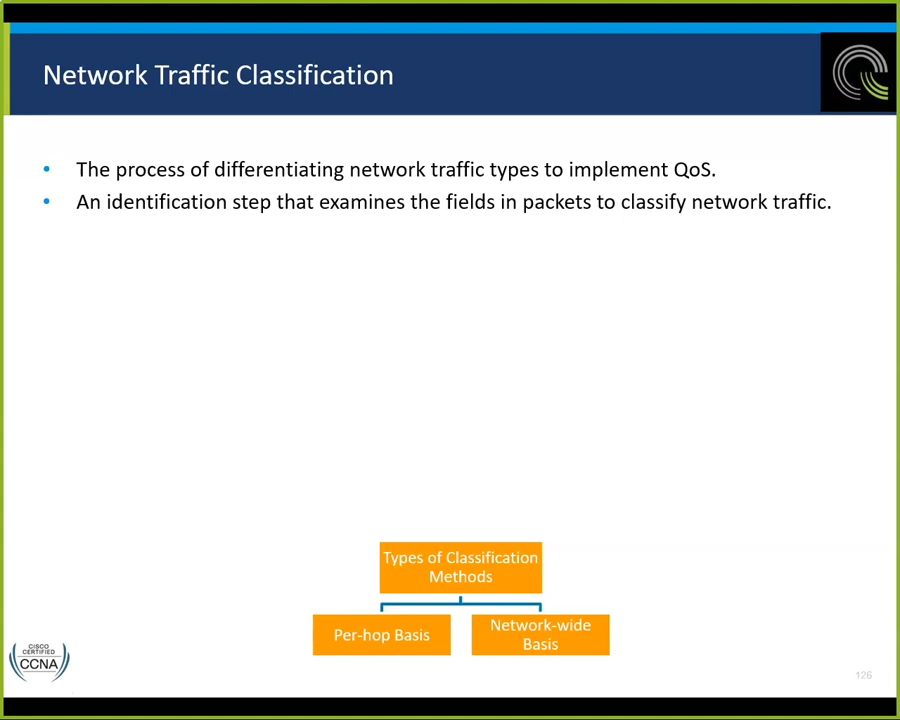 Network Traffic Classification
• The process of differentiating network traffic types to implement QoS.
• An identification step that examines the fields in packets to classify network traffic.
Types of Classification
Methods
Per-hop Basis
Network-wide
Basis
CISCO
CERTIFIED
CCNA
126